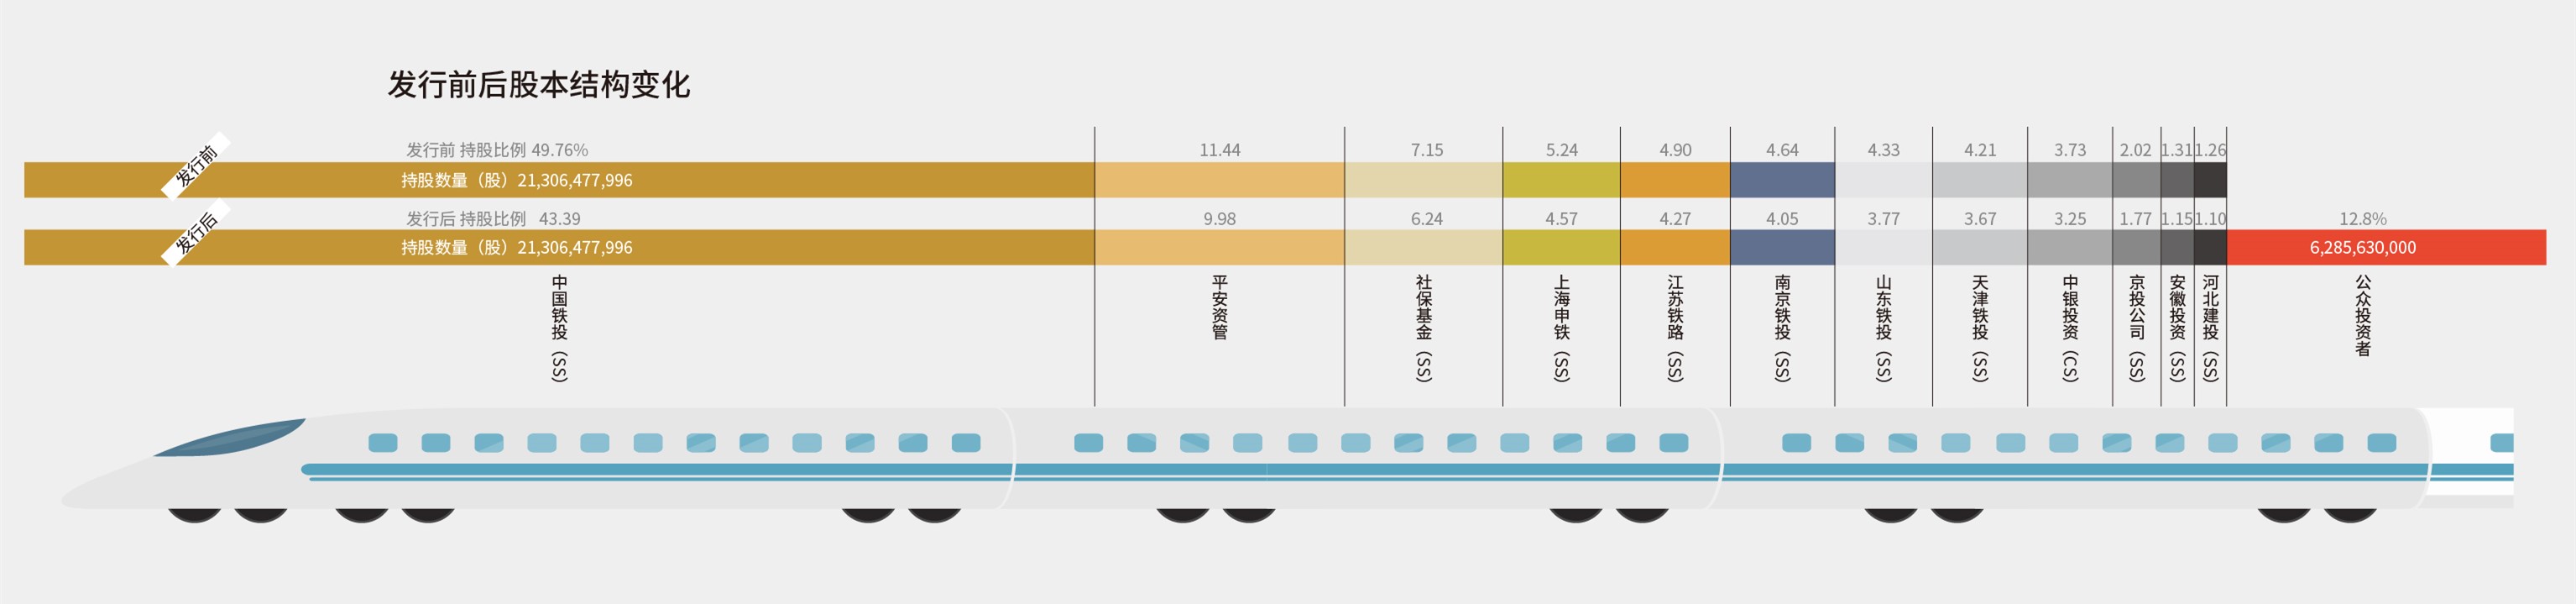 发行前后股本结构变化
发行前
发行前 持股比例 49.76%
11.44
7.15
5.24
4.90
4.64
4.33
4.21
3.73
2.02
1.31
1.26
持股数量（股）21,306,477,996
发行后
发行后 持股比例 43.39
9.98
6.24
4.57
4.27
4.05
3.77
3.67
3.25
1.77
1.15
1.10
12.8%
持股数量（股）21,306,477,996
6,285,630,000
中国铁投（SS）
平安资管
社保基金（SS）
上海申铁（SS）
江苏铁路（SS）
南京铁投（SS）
山东铁投（SS）
天津铁投（SS）
中银投资（CS）
京投公司（SS）
安徽投资（SS）
河北建投（SS）
公众投资者